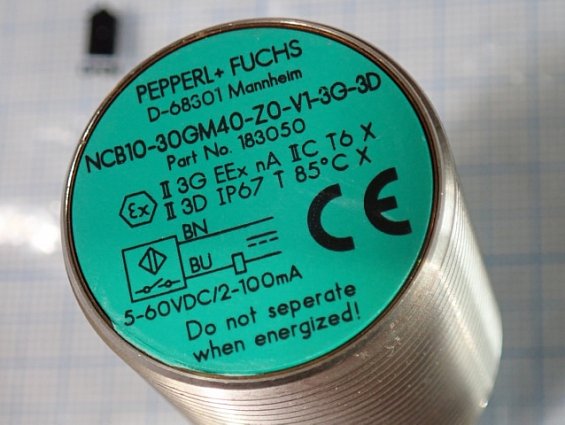 PEPPERL+ FUCHS
D-68301 Mannheim
NCB10-30GM40-Z0-V1-3G-3D
Part No. 183050
Ex II 3G EEx nA IIC T6 X
II 3D IP67 T 85°C X
CE
BN
BU
5-60VDC/2-100mA
Do not seperate
when energized!